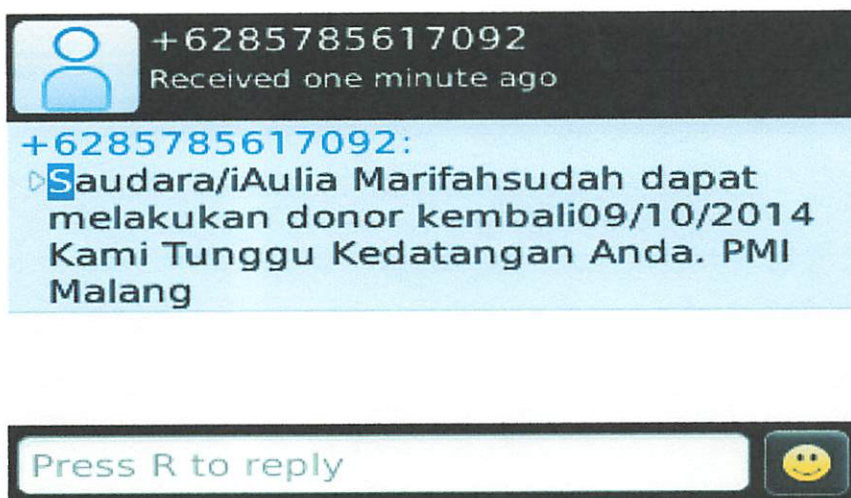 +6285785617092
Received one minute ago
+6285785617092:
Saudara/iAulia Marifahsudah dapat
melakukan donor kembali09/10/2014
Kami Tunggu Kedatangan Anda. PMI
Malang
Press R to reply